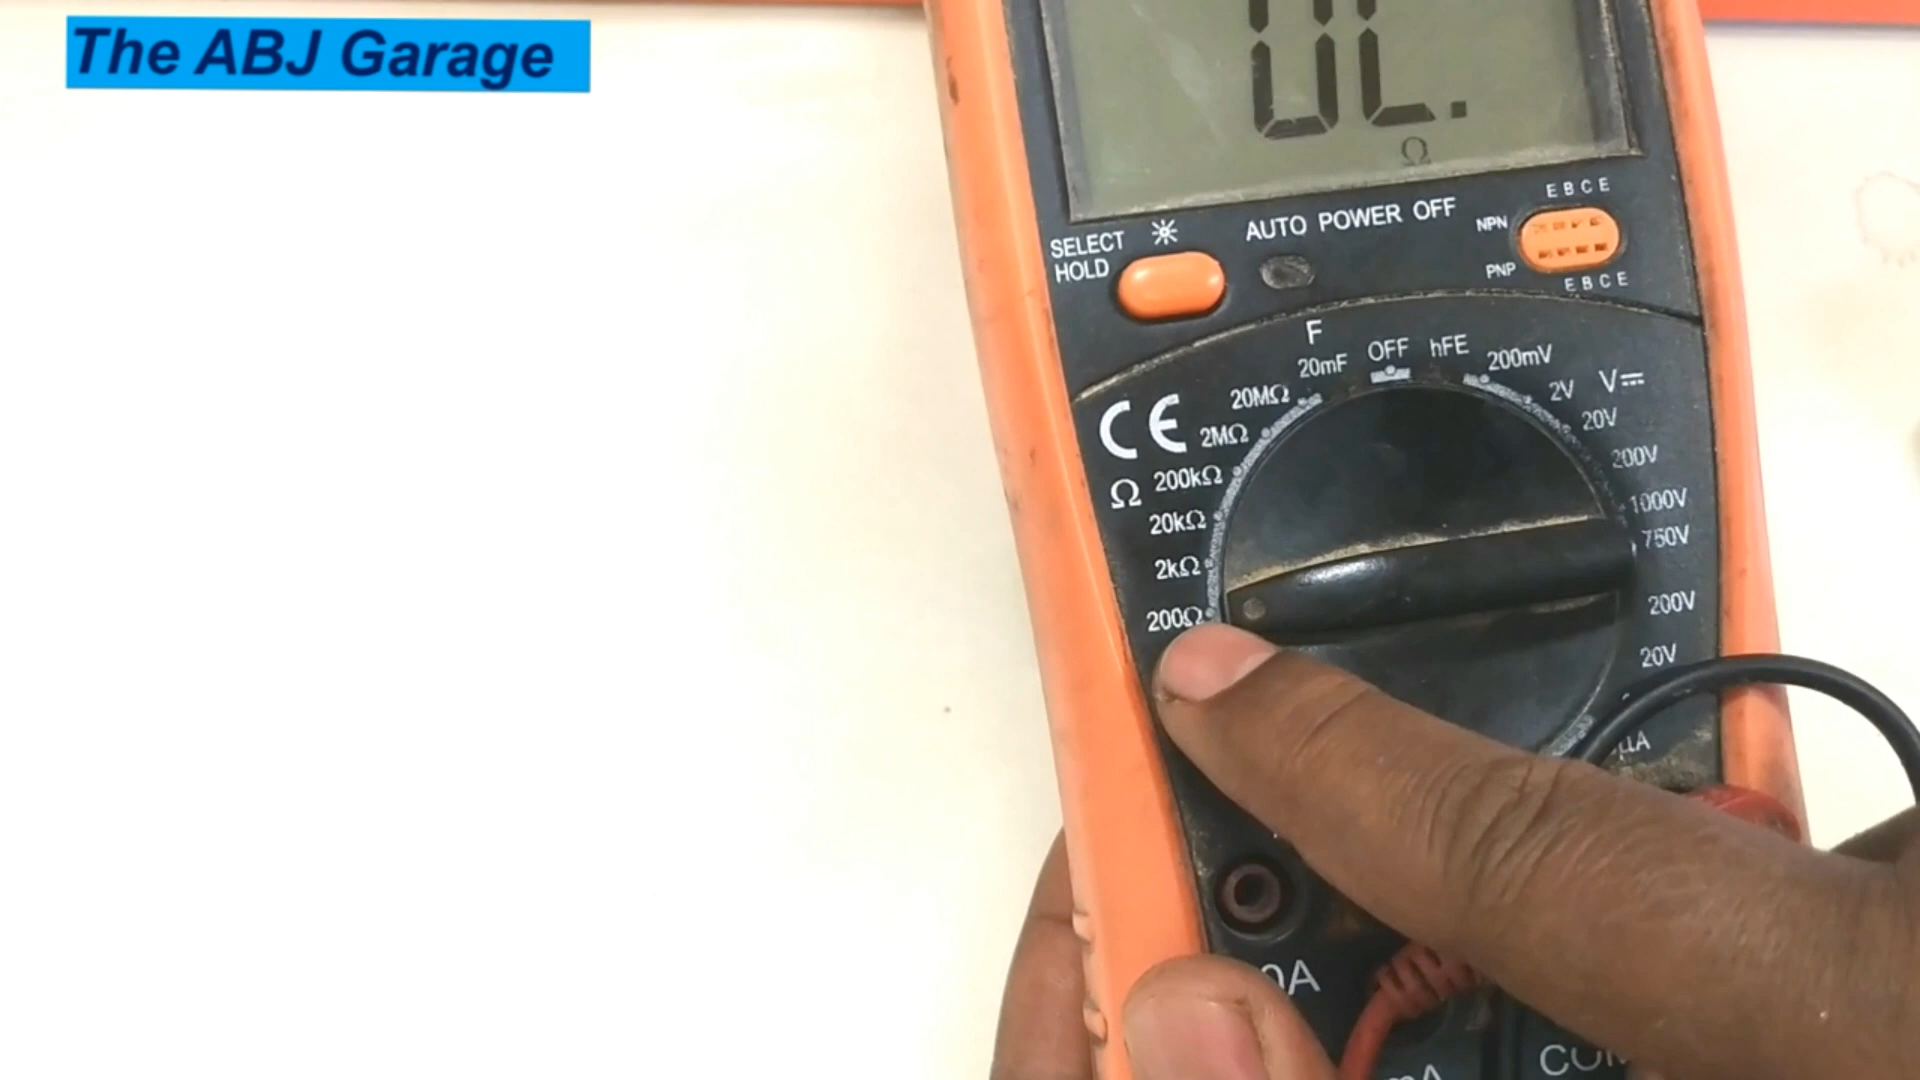 The ABJ Garage
OL.
Ω
SELECT
HOLD
AUTO POWER OFF
E B C E
NPN
PNP
E B C E
F
20mF
OFF
hFE
200mV
2V
V
20V
200V
1000V
750V
200V
20V
µA
CE
Ω
20MΩ
2MΩ
200kΩ
20kΩ
2kΩ
200Ω